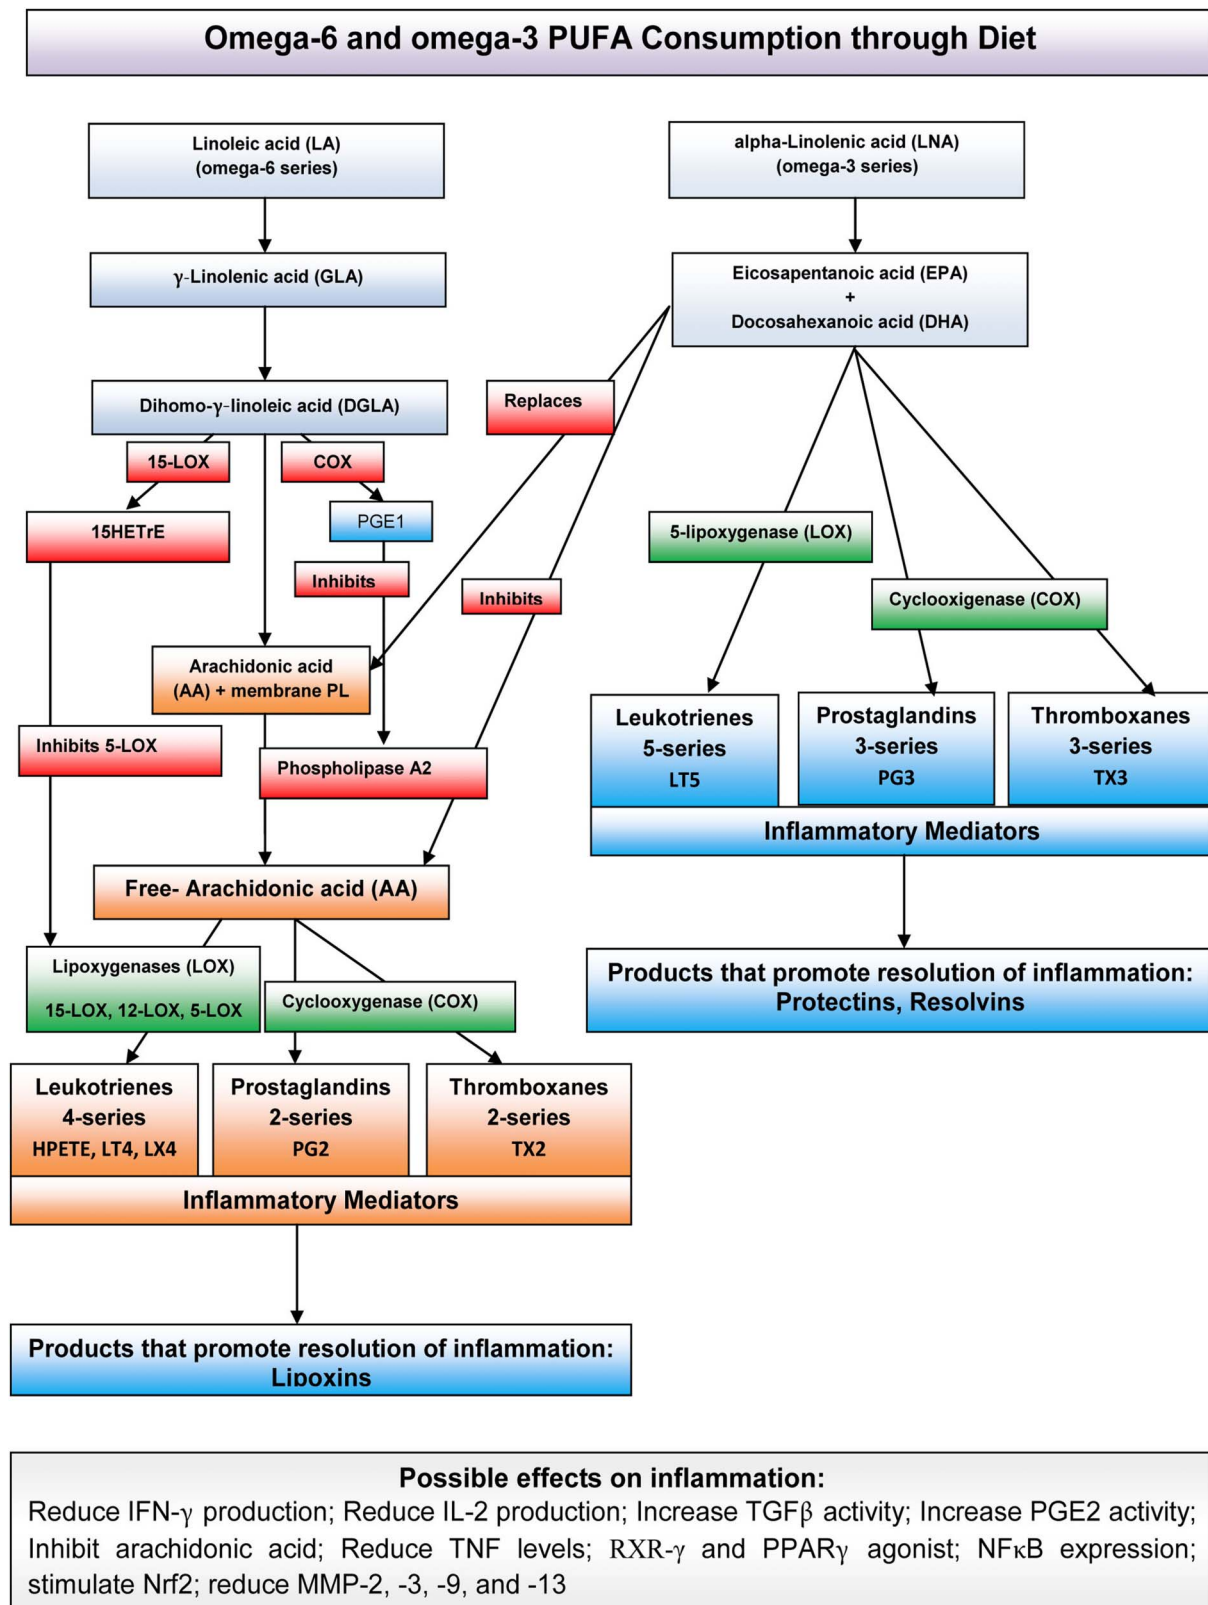 Omega-6 and omega-3 PUFA Consumption through Diet
Linoleic acid (LA)
(omega-6 series)
alpha-Linolenic acid (LNA)
(omega-3 series)
γ-Linolenic acid (GLA)
Eicosapentanoic acid (EPA)
+
Docosahexanoic acid (DHA)
Dihomo-γ-linoleic acid (DGLA)
Replaces
15-LOX
COX
15HETrE
PGE1
5-lipoxygenase (LOX)
Inhibits
Inhibits
Cyclooxigenase (COX)
Arachidonic acid
(AA) + membrane PL
Leukotrienes
5-series
LT5
Prostaglandins
3-series
PG3
Thromboxanes
3-series
TX3
Inhibits 5-LOX
Phospholipase A2
Inflammatory Mediators
Free- Arachidonic acid (AA)
Lipoxygenases (LOX)
15-LOX, 12-LOX, 5-LOX
Cyclooxygenase (COX)
Products that promote resolution of inflammation:
Protectins, Resolvins
Leukotrienes
4-series
HPETE, LT4, LX4
Prostaglandins
2-series
PG2
Thromboxanes
2-series
TX2
Inflammatory Mediators
Products that promote resolution of inflammation:
Lipoxins
Possible effects on inflammation:
Reduce IFN-γ production; Reduce IL-2 production; Increase TGFβ activity; Increase PGE2 activity;
Inhibit arachidonic acid; Reduce TNF levels; RXR-γ and PPARγ agonist; NFκB expression;
stimulate Nrf2; reduce MMP-2, -3, -9, and -13